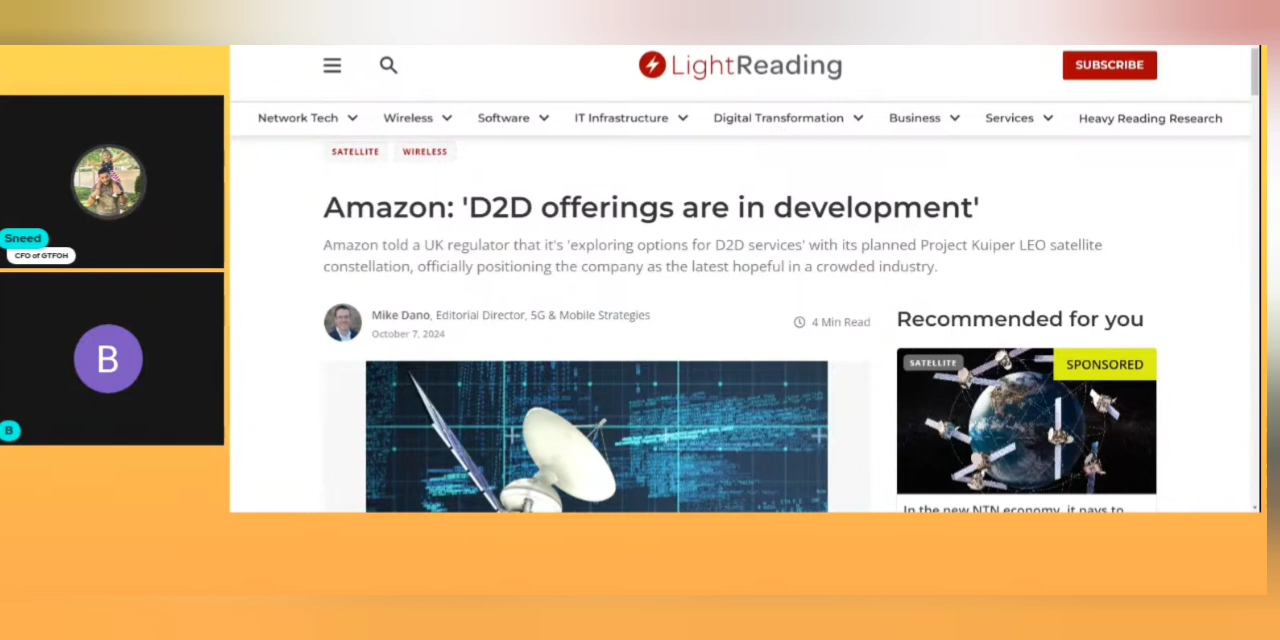 LightReading
SUBSCRIBE
Network Tech
Wireless
Software
IT Infrastructure
Digital Transformation
Business
Services
Heavy Reading Research
SATELLITE
WIRELESS
Amazon: 'D2D offerings are in development'
Amazon told a UK regulator that it's 'exploring options for D2D services' with its planned Project Kuiper LEO satellite
constellation, officially positioning the company as the latest hopeful in a crowded industry.
Mike Dano, Editorial Director, 5G & Mobile Strategies
October 7, 2024
4 Min Read
Recommended for you
SATELLITE
SPONSORED
In the new NTN economy, it pays to
Sneed
CFO of GTFOH
B
B